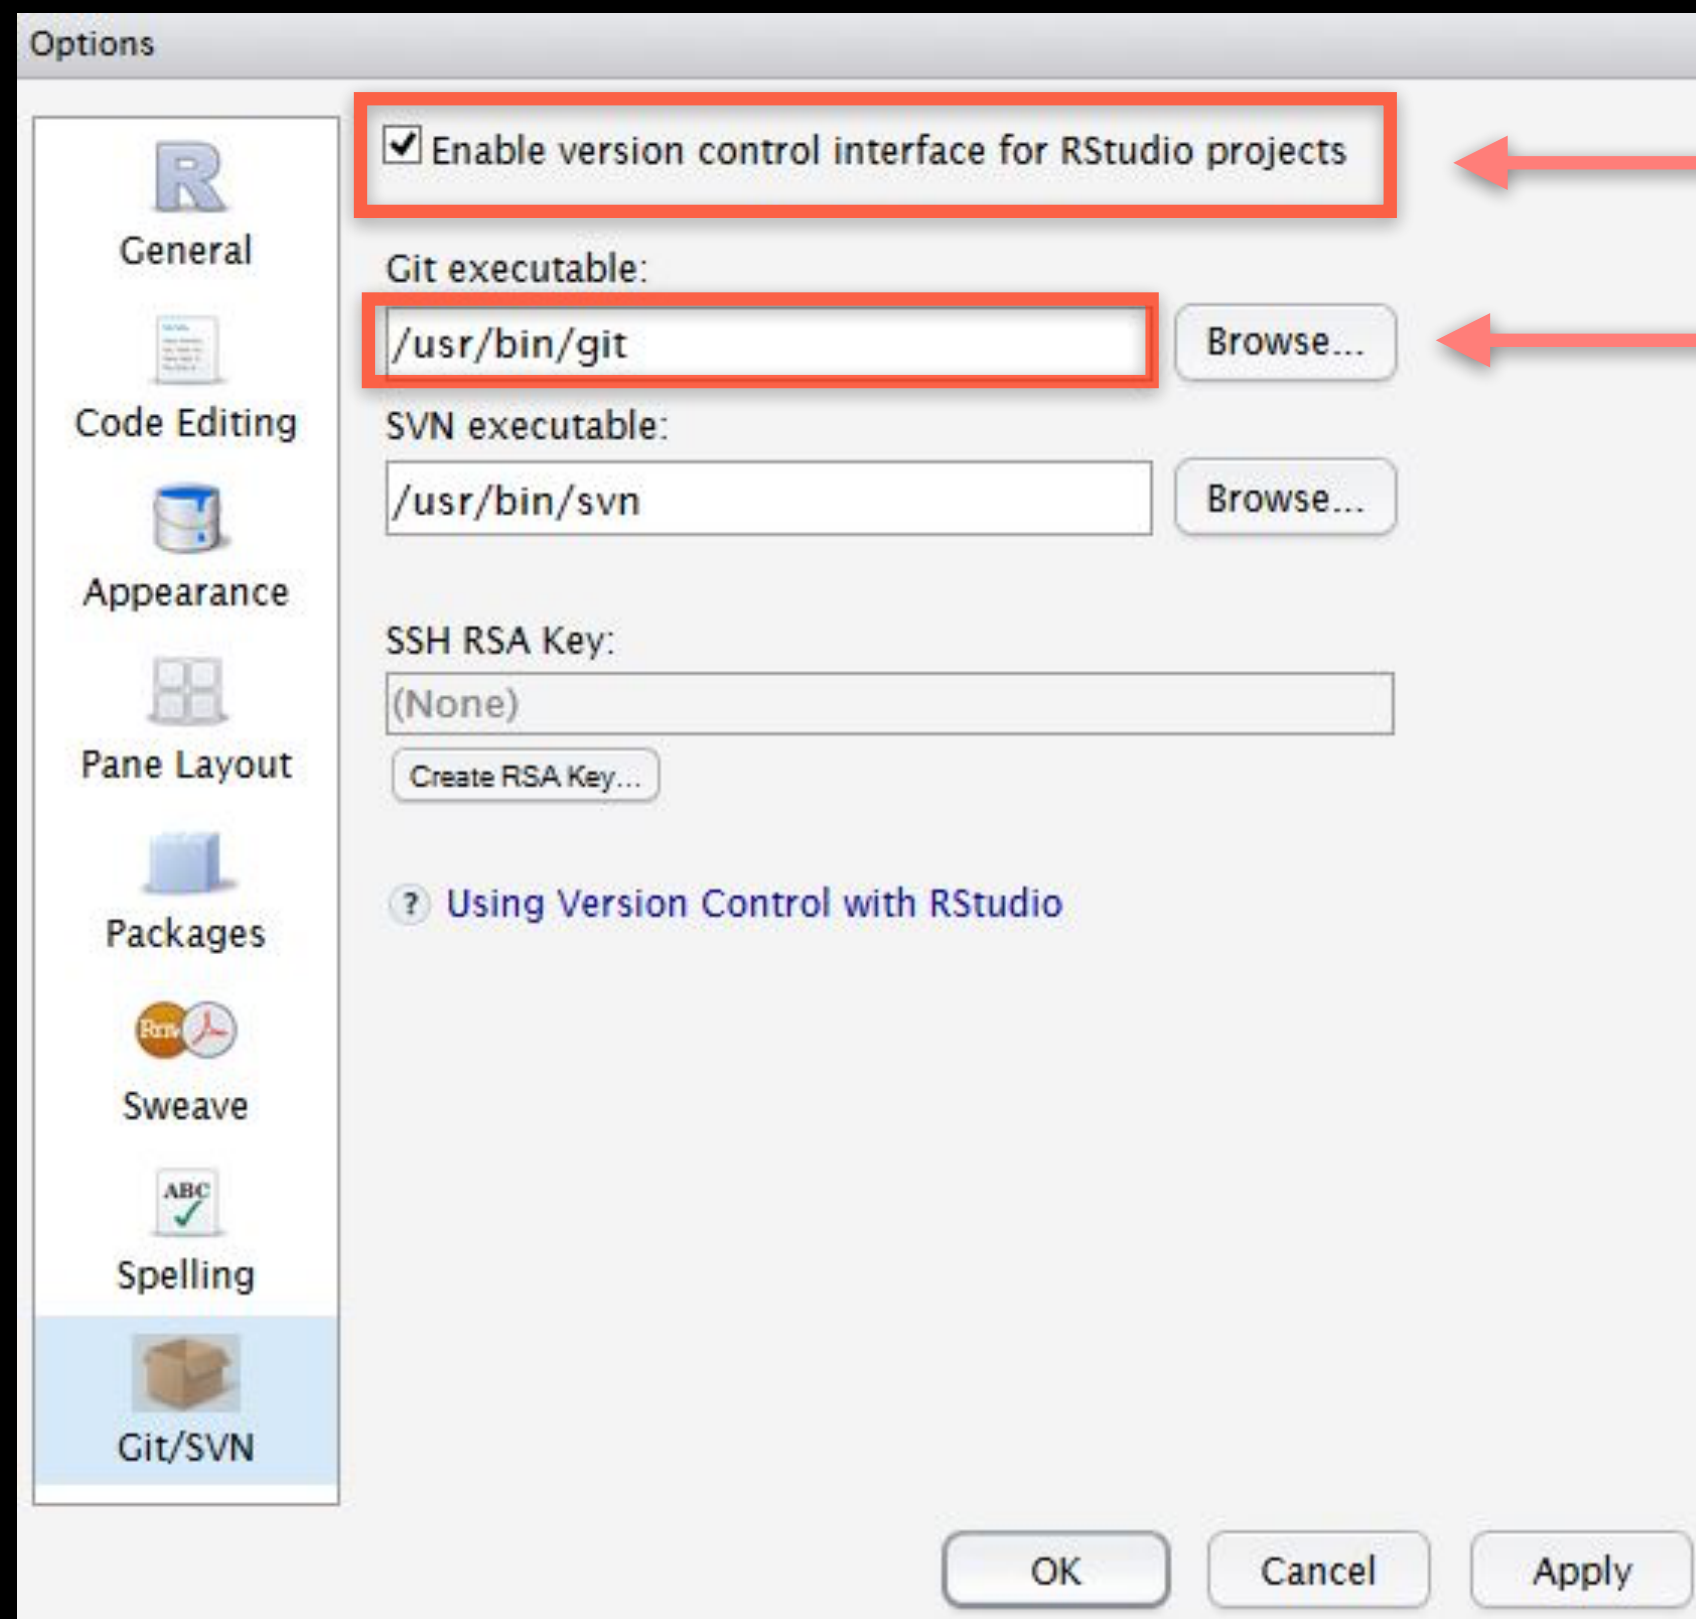 Options
General
Code Editing
Appearance
Pane Layout
Packages
Rnw
Sweave
ABC
Spelling
Git/SVN
Enable version control interface for RStudio projects
Git executable:
/usr/bin/git
Browse...
SVN executable:
/usr/bin/svn
Browse...
SSH RSA Key:
(None)
Create RSA Key...
? Using Version Control with RStudio
OK Cancel Apply